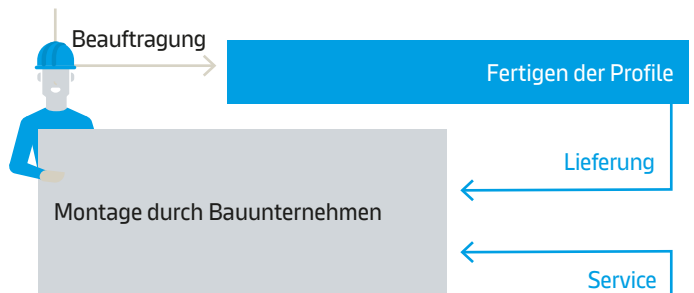 Beauftragung
Fertigen der Profile
Lieferung
Montage durch Bauunternehmen
Service